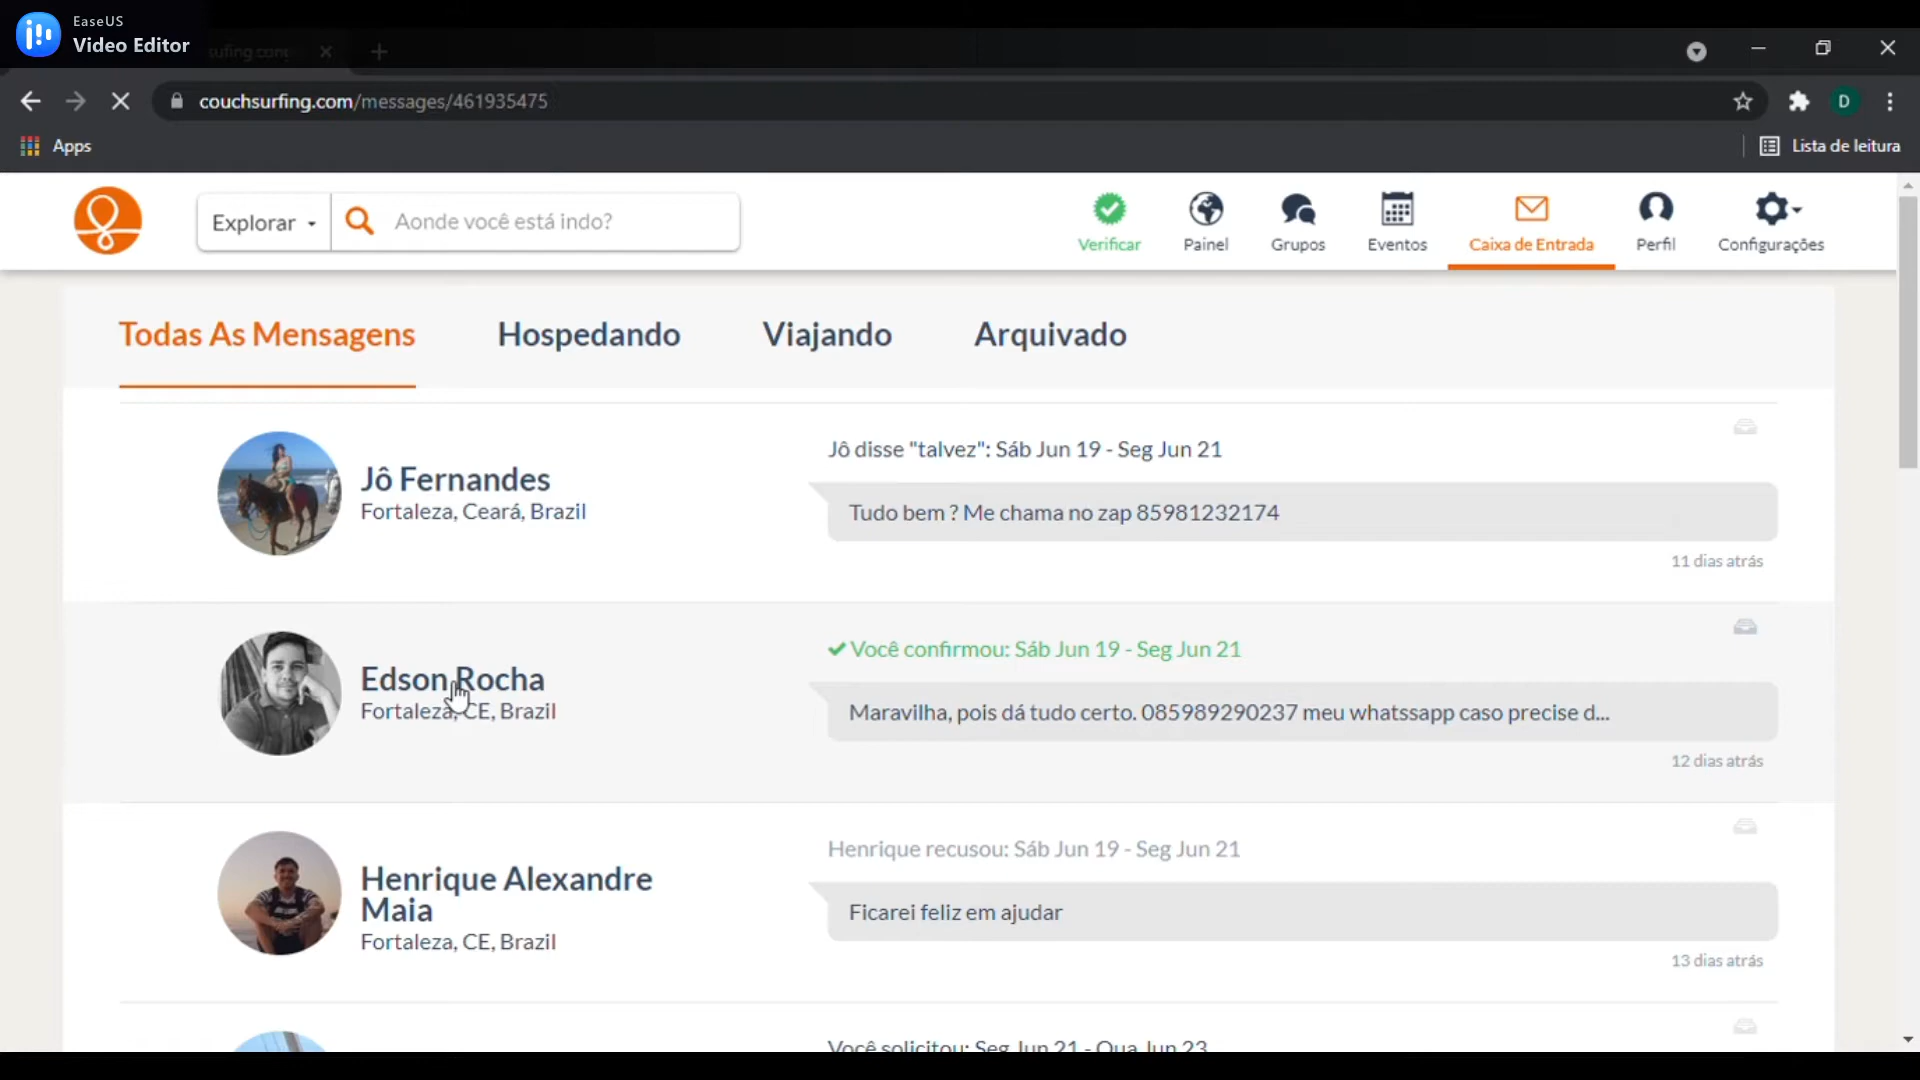 EaseUS
Video Editor
couchsurfing.com/messages/461935475
D
Apps
Lista de leitura
Explorar
Aonde você está indo?
Verificar
Painel
Grupos
Eventos
Caixa de Entrada
Perfil
Configurações
Todas As Mensagens
Hospedando
Viajando
Arquivado
Jô Fernandes
Fortaleza, Ceará, Brazil
Jô disse "talvez": Sáb Jun 19 - Seg Jun 21
Tudo bem ? Me chama no zap 85981232174
11 dias atrás
Edson Rocha
Fortaleza, CE, Brazil
Você confirmou: Sáb Jun 19 - Seg Jun 21
Maravilha, pois dá tudo certo. 085989290237 meu whatssapp caso precise d...
12 dias atrás
Henrique Alexandre
Maia
Fortaleza, CE, Brazil
Henrique recusou: Sáb Jun 19 - Seg Jun 21
Ficarei feliz em ajudar
13 dias atrás
Você solicitou: Seg Jun 21 - Qua Jun 23